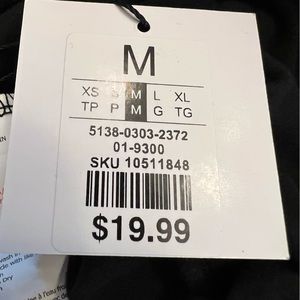 M
XS S M L XL
TP P M G TG
5138-0303-2372
01-9300
SKU 10511848
$19.99